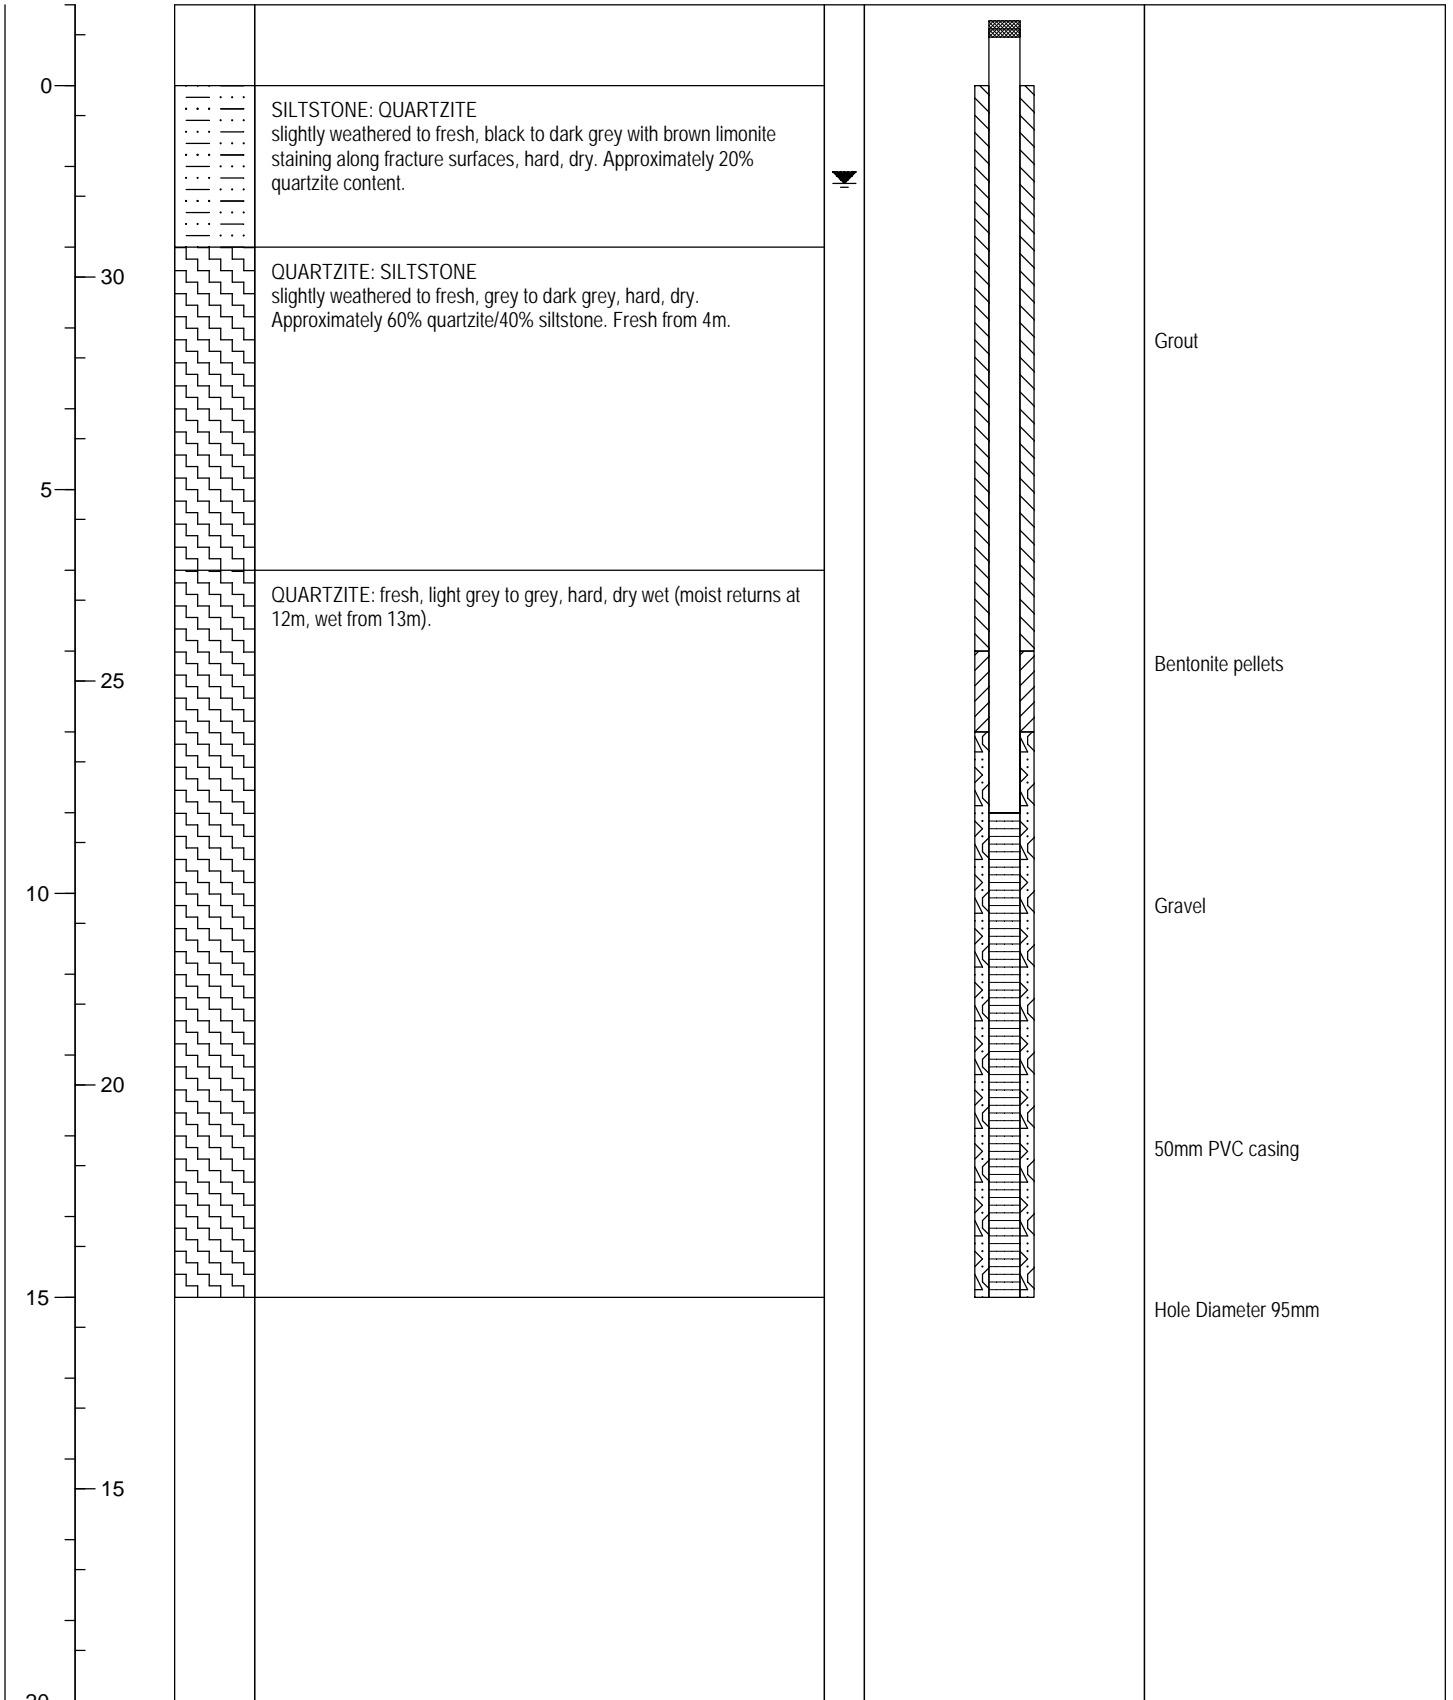 0
SILTSTONE: QUARTZITE
slightly weathered to fresh, black to dark grey with brown limonite
staining along fracture surfaces, hard, dry. Approximately 20%
quartzite content.
30
QUARTZITE: SILTSTONE
slightly weathered to fresh, grey to dark grey, hard, dry.
Approximately 60% quartzite/40% siltstone. Fresh from 4m.
Grout
5
QUARTZITE: fresh, light grey to grey, hard, dry wet (moist returns at
12m, wet from 13m).
Bentonite pellets
25
10
Gravel
20
50mm PVC casing
15
Hole Diameter 95mm
15
20